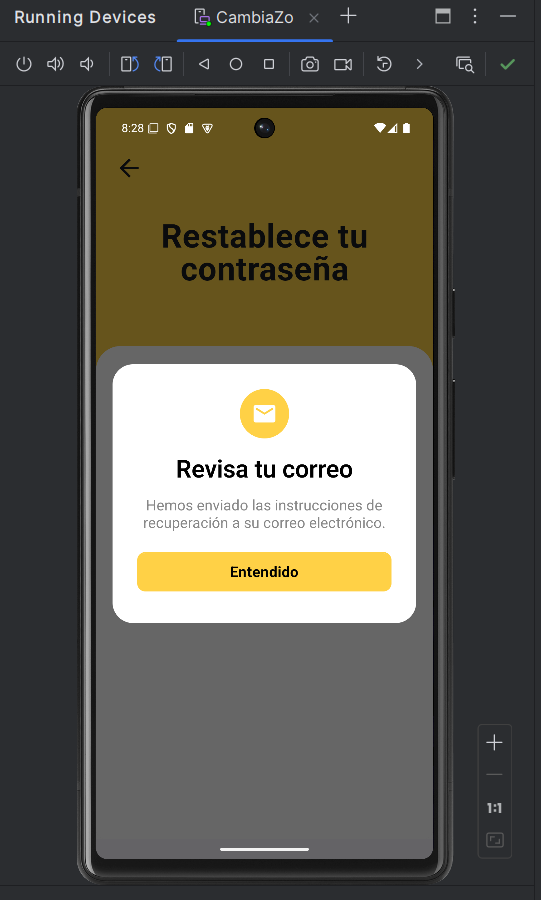 Running Devices
CambiaZo
8:28
Restablece tu
contraseña
Revisa tu correo
Hemos enviado las instrucciones de
recuperación a su correo electrónico.
Entendido
1:1